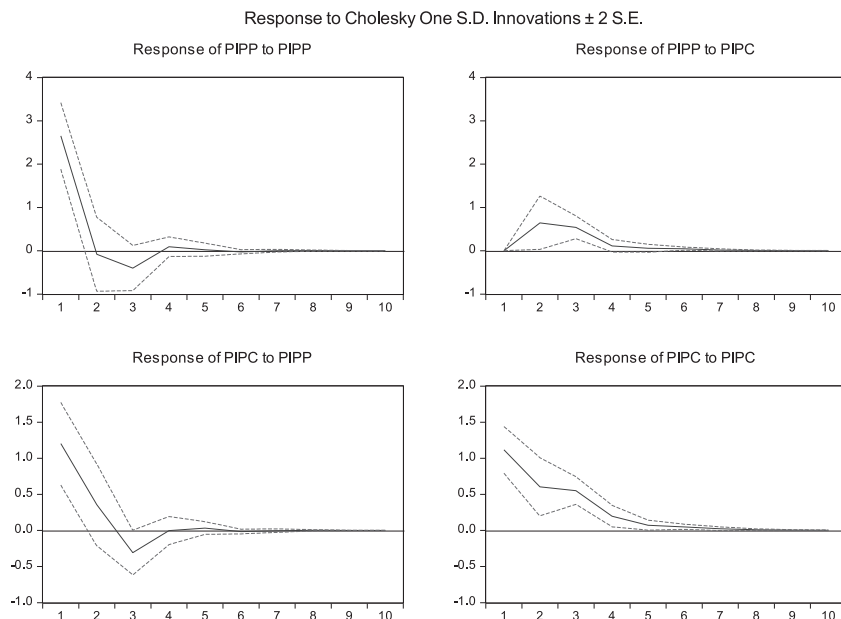 Response to Cholesky One S.D. Innovations ± 2 S.E.
Response of PIPP to PIPP
4
3
2
1
0
-1
1 2 3 4 5 6 7 8 9 10
Response of PIPP to PIPC
4
3
2
1
0
-1
1 2 3 4 5 6 7 8 9 10
Response of PIPC to PIPP
2.0
1.5
1.0
0.5
0.0
-0.5
-1.0
1 2 3 4 5 6 7 8 9 10
Response of PIPC to PIPC
2.0
1.5
1.0
0.5
0.0
-0.5
-1.0
1 2 3 4 5 6 7 8 9 10